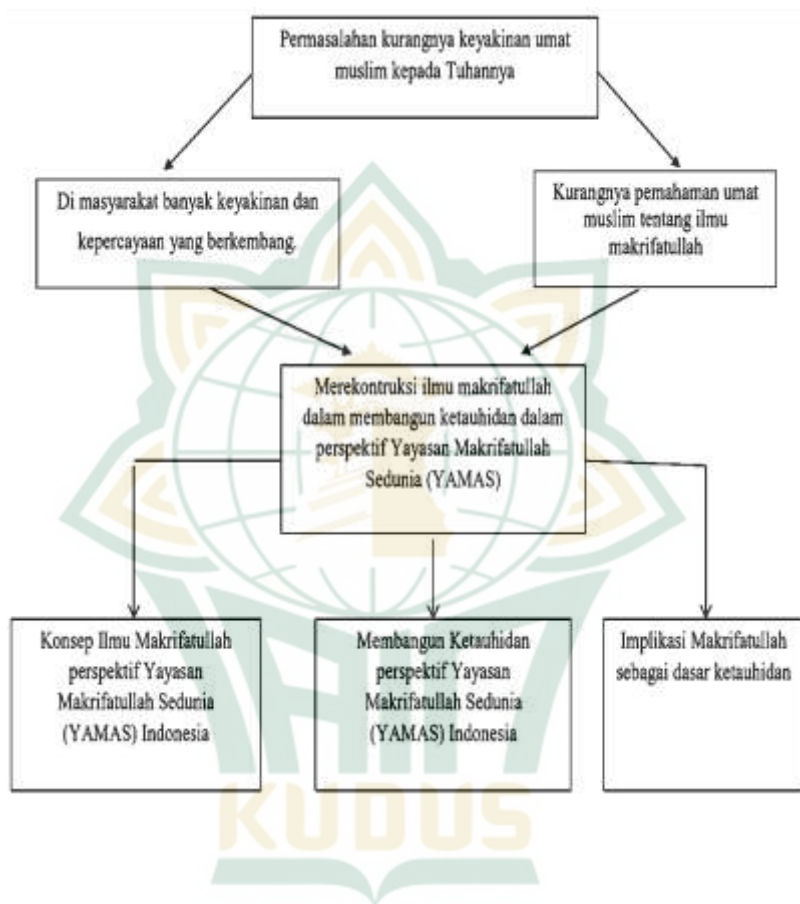 Permasalahan kurangnya keyakinan umat
muslim kepada Tuhannya
Di masyarakat banyak keyakinan dan
kepercayaan yang berkembang.
Kurangnya pemahaman umat
muslim tentang ilmu
makrifatullah
Merekontruksi ilmu makrifatullah
dalam membangun ketauhidan dalam
perspektif Yayasan Makrifatullah
Sedunia (YAMAS)
Konsep Ilmu Makrifatullah
perspektif Yayasan
Makrifatullah Sedunia
(YAMAS) Indonesia
Membangun Ketauhidan
perspektif Yayasan
Makrifatullah Sedunia
(YAMAS) Indonesia
Implikasi Makrifatullah
sebagai dasar ketauhidan
IAIN
KUDUS